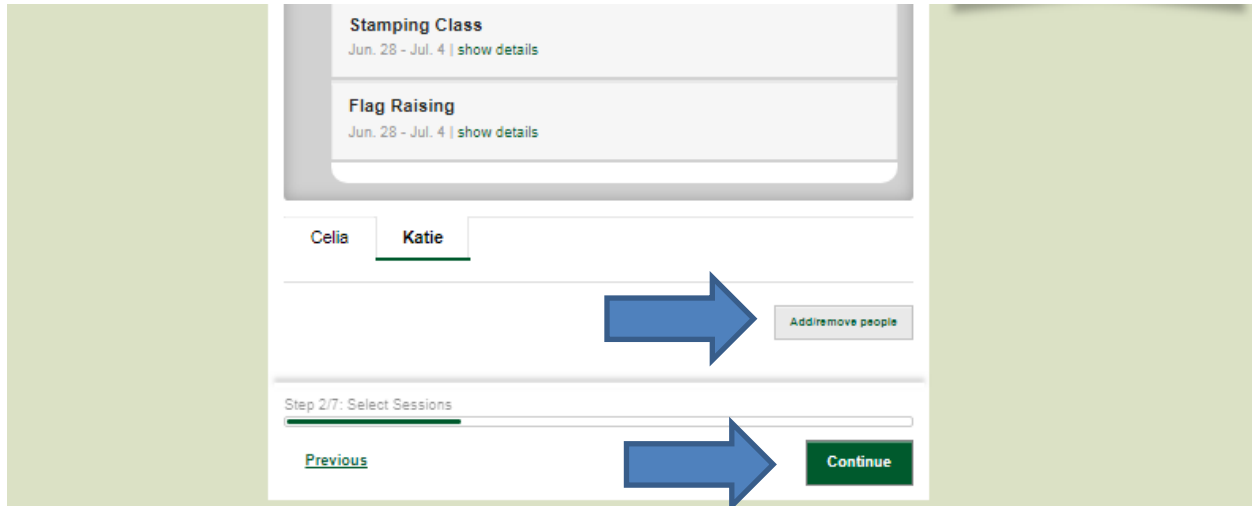 Stamping Class
Jun. 28 - Jul. 4 | show details
Flag Raising
Jun. 28 - Jul. 4 | show details
Celia Katie
Add/remove people
Step 2/7: Select Sessions
Previous Continue